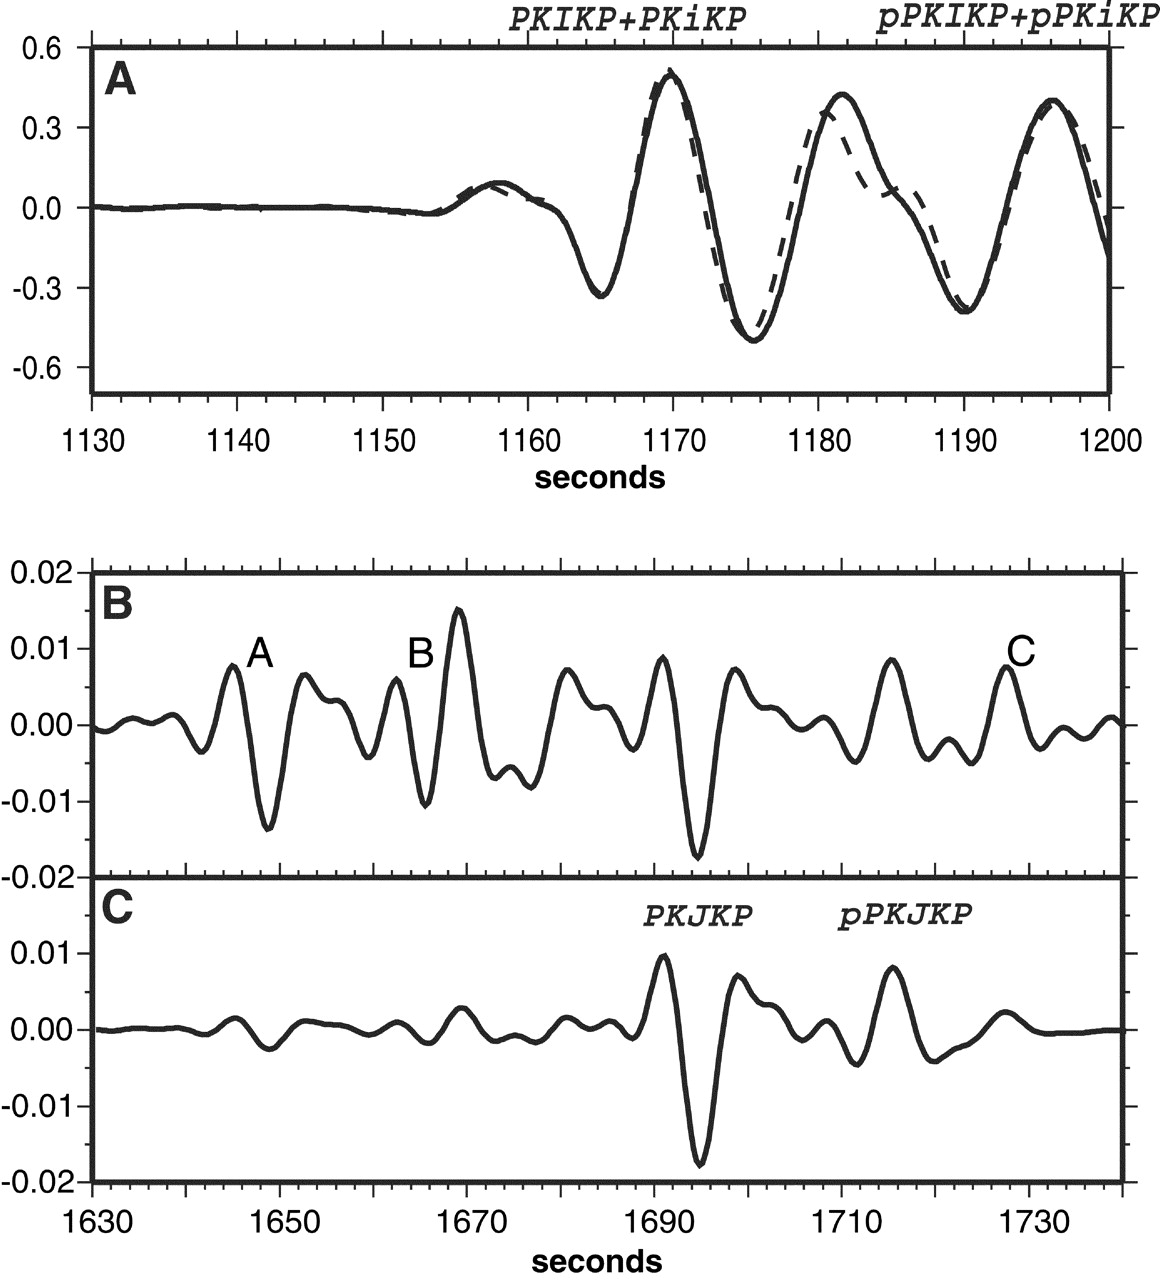 PKIKP+PKiKP pPKIKP+pPKiKP
A
0.6
0.3
0.0
-0.3
-0.6
1130 1140 1150 1160 1170 1180 1190 1200
seconds
B
0.02
A B C
0.01
0.00
-0.01
-0.02
C
PKJKP pPKJKP
0.01
0.00
-0.01
-0.02
1630 1650 1670 1690 1710 1730
seconds